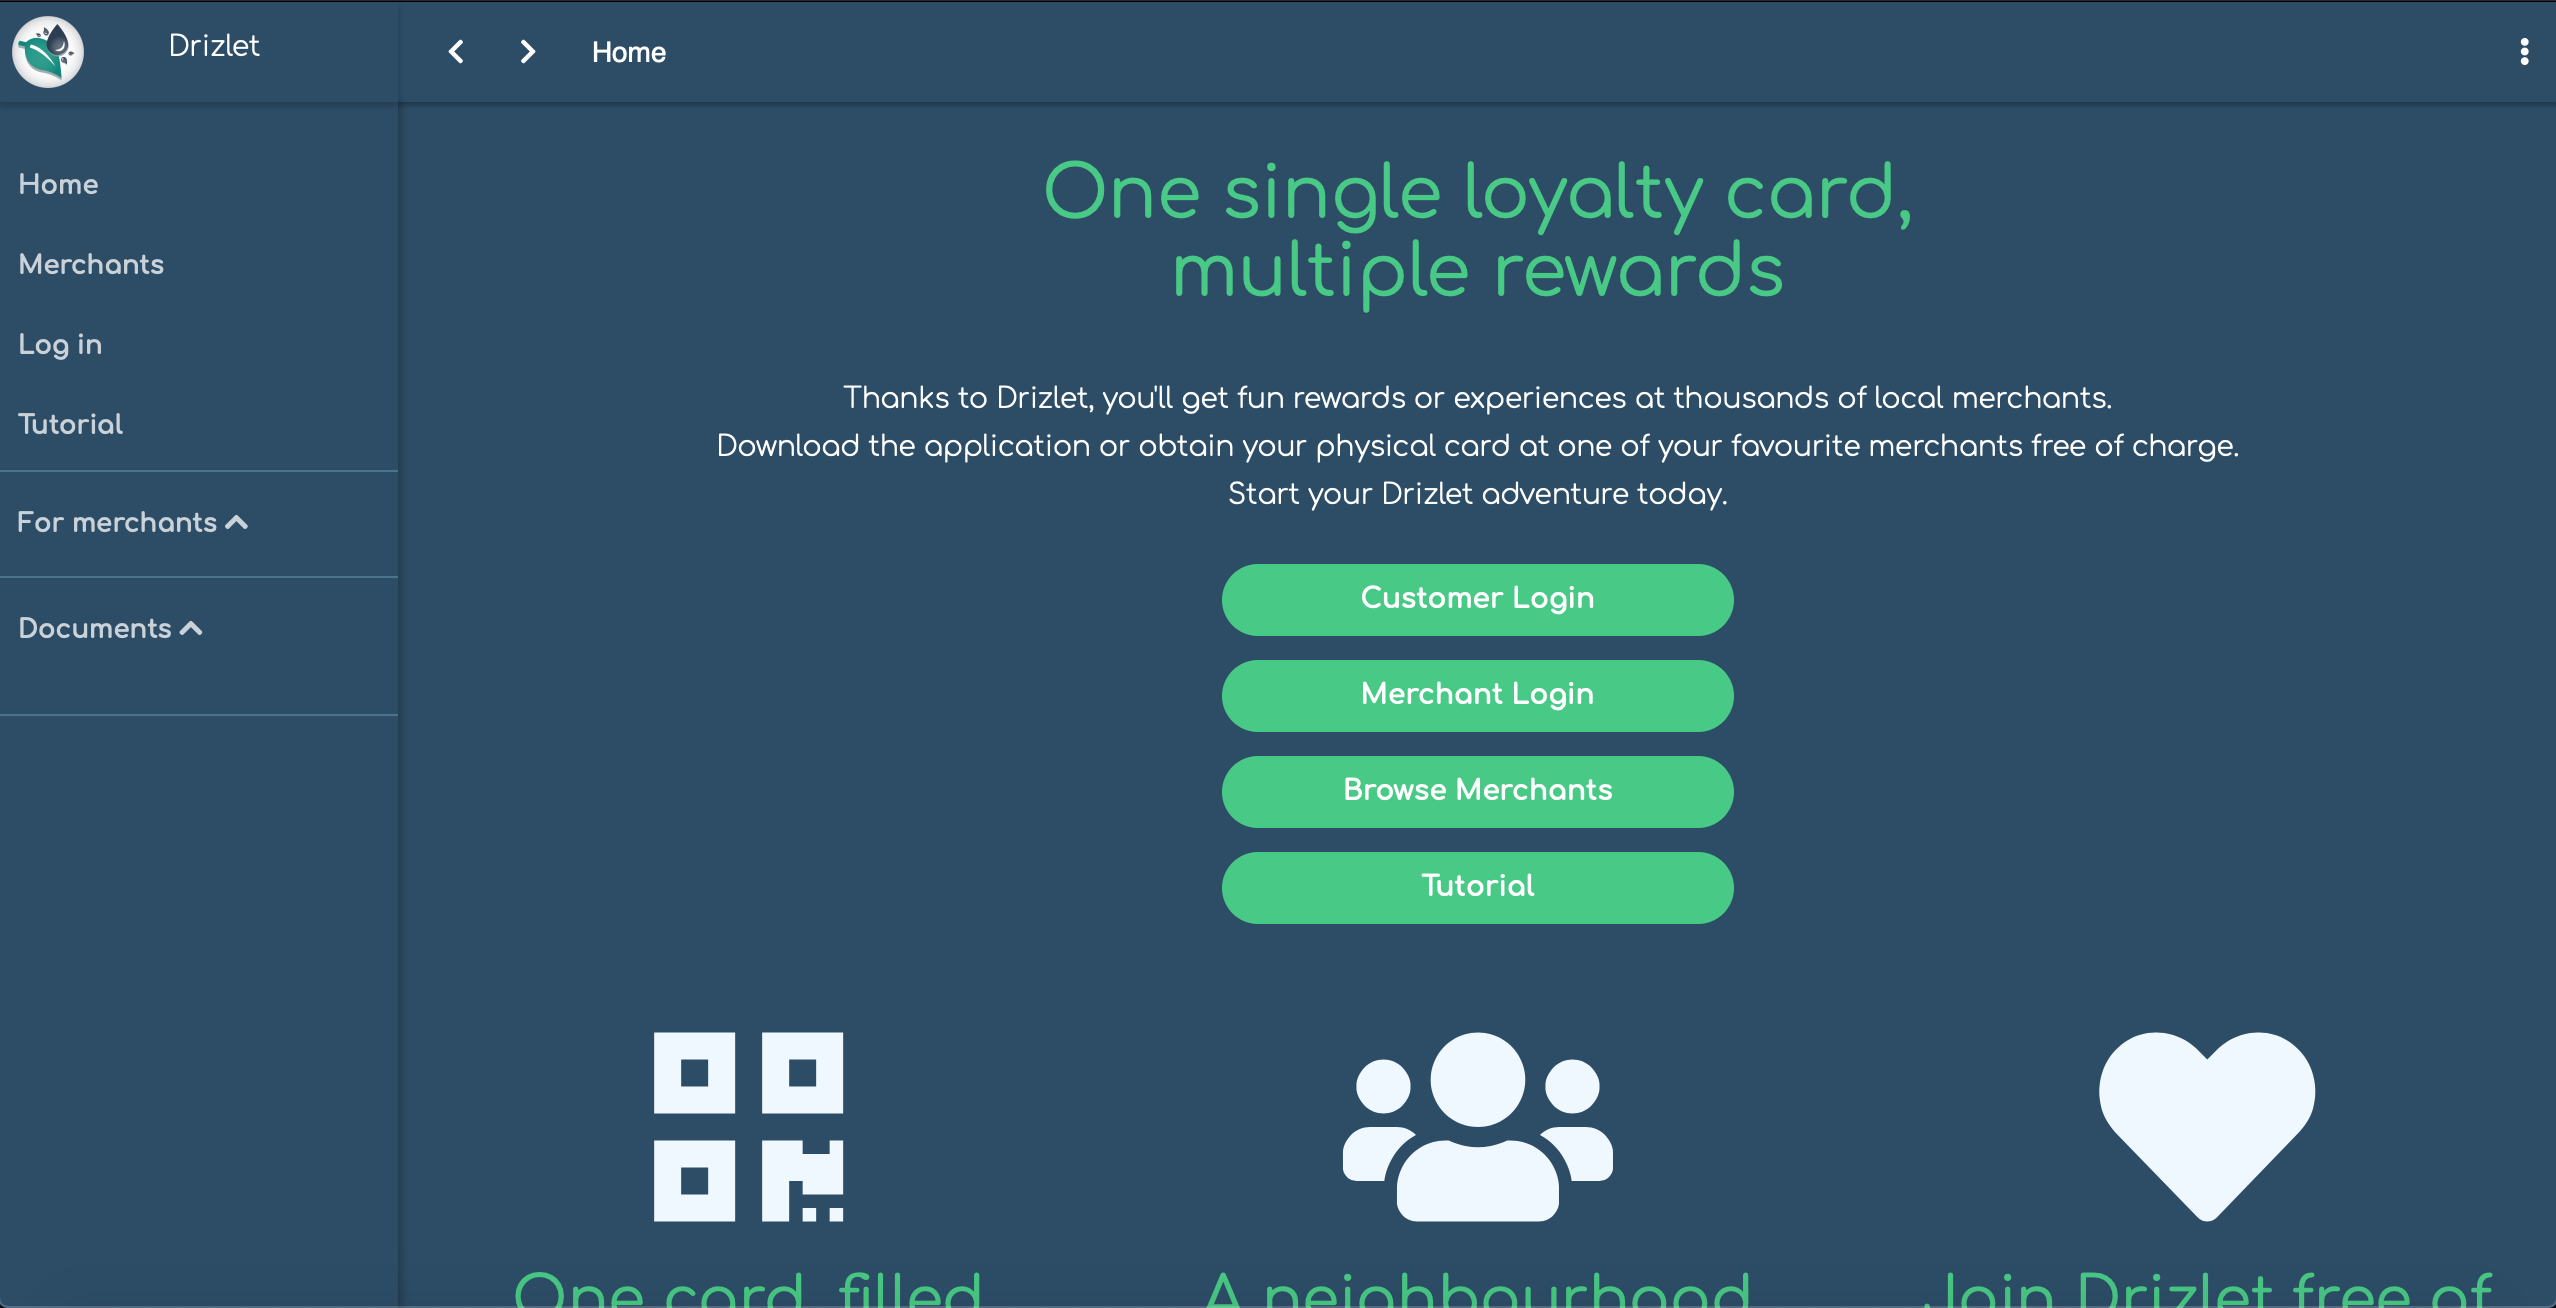 Drizlet
Home
Home
Merchants
Log in
Tutorial
For merchants
Documents
One single loyalty card,
multiple rewards
Thanks to Drizlet, you'll get fun rewards or experiences at thousands of local merchants.
Download the application or obtain your physical card at one of your favourite merchants free of charge.
Start your Drizlet adventure today.
Customer Login
Merchant Login
Browse Merchants
Tutorial
One card, filled
A neighbourhood
Join Drizlet free of